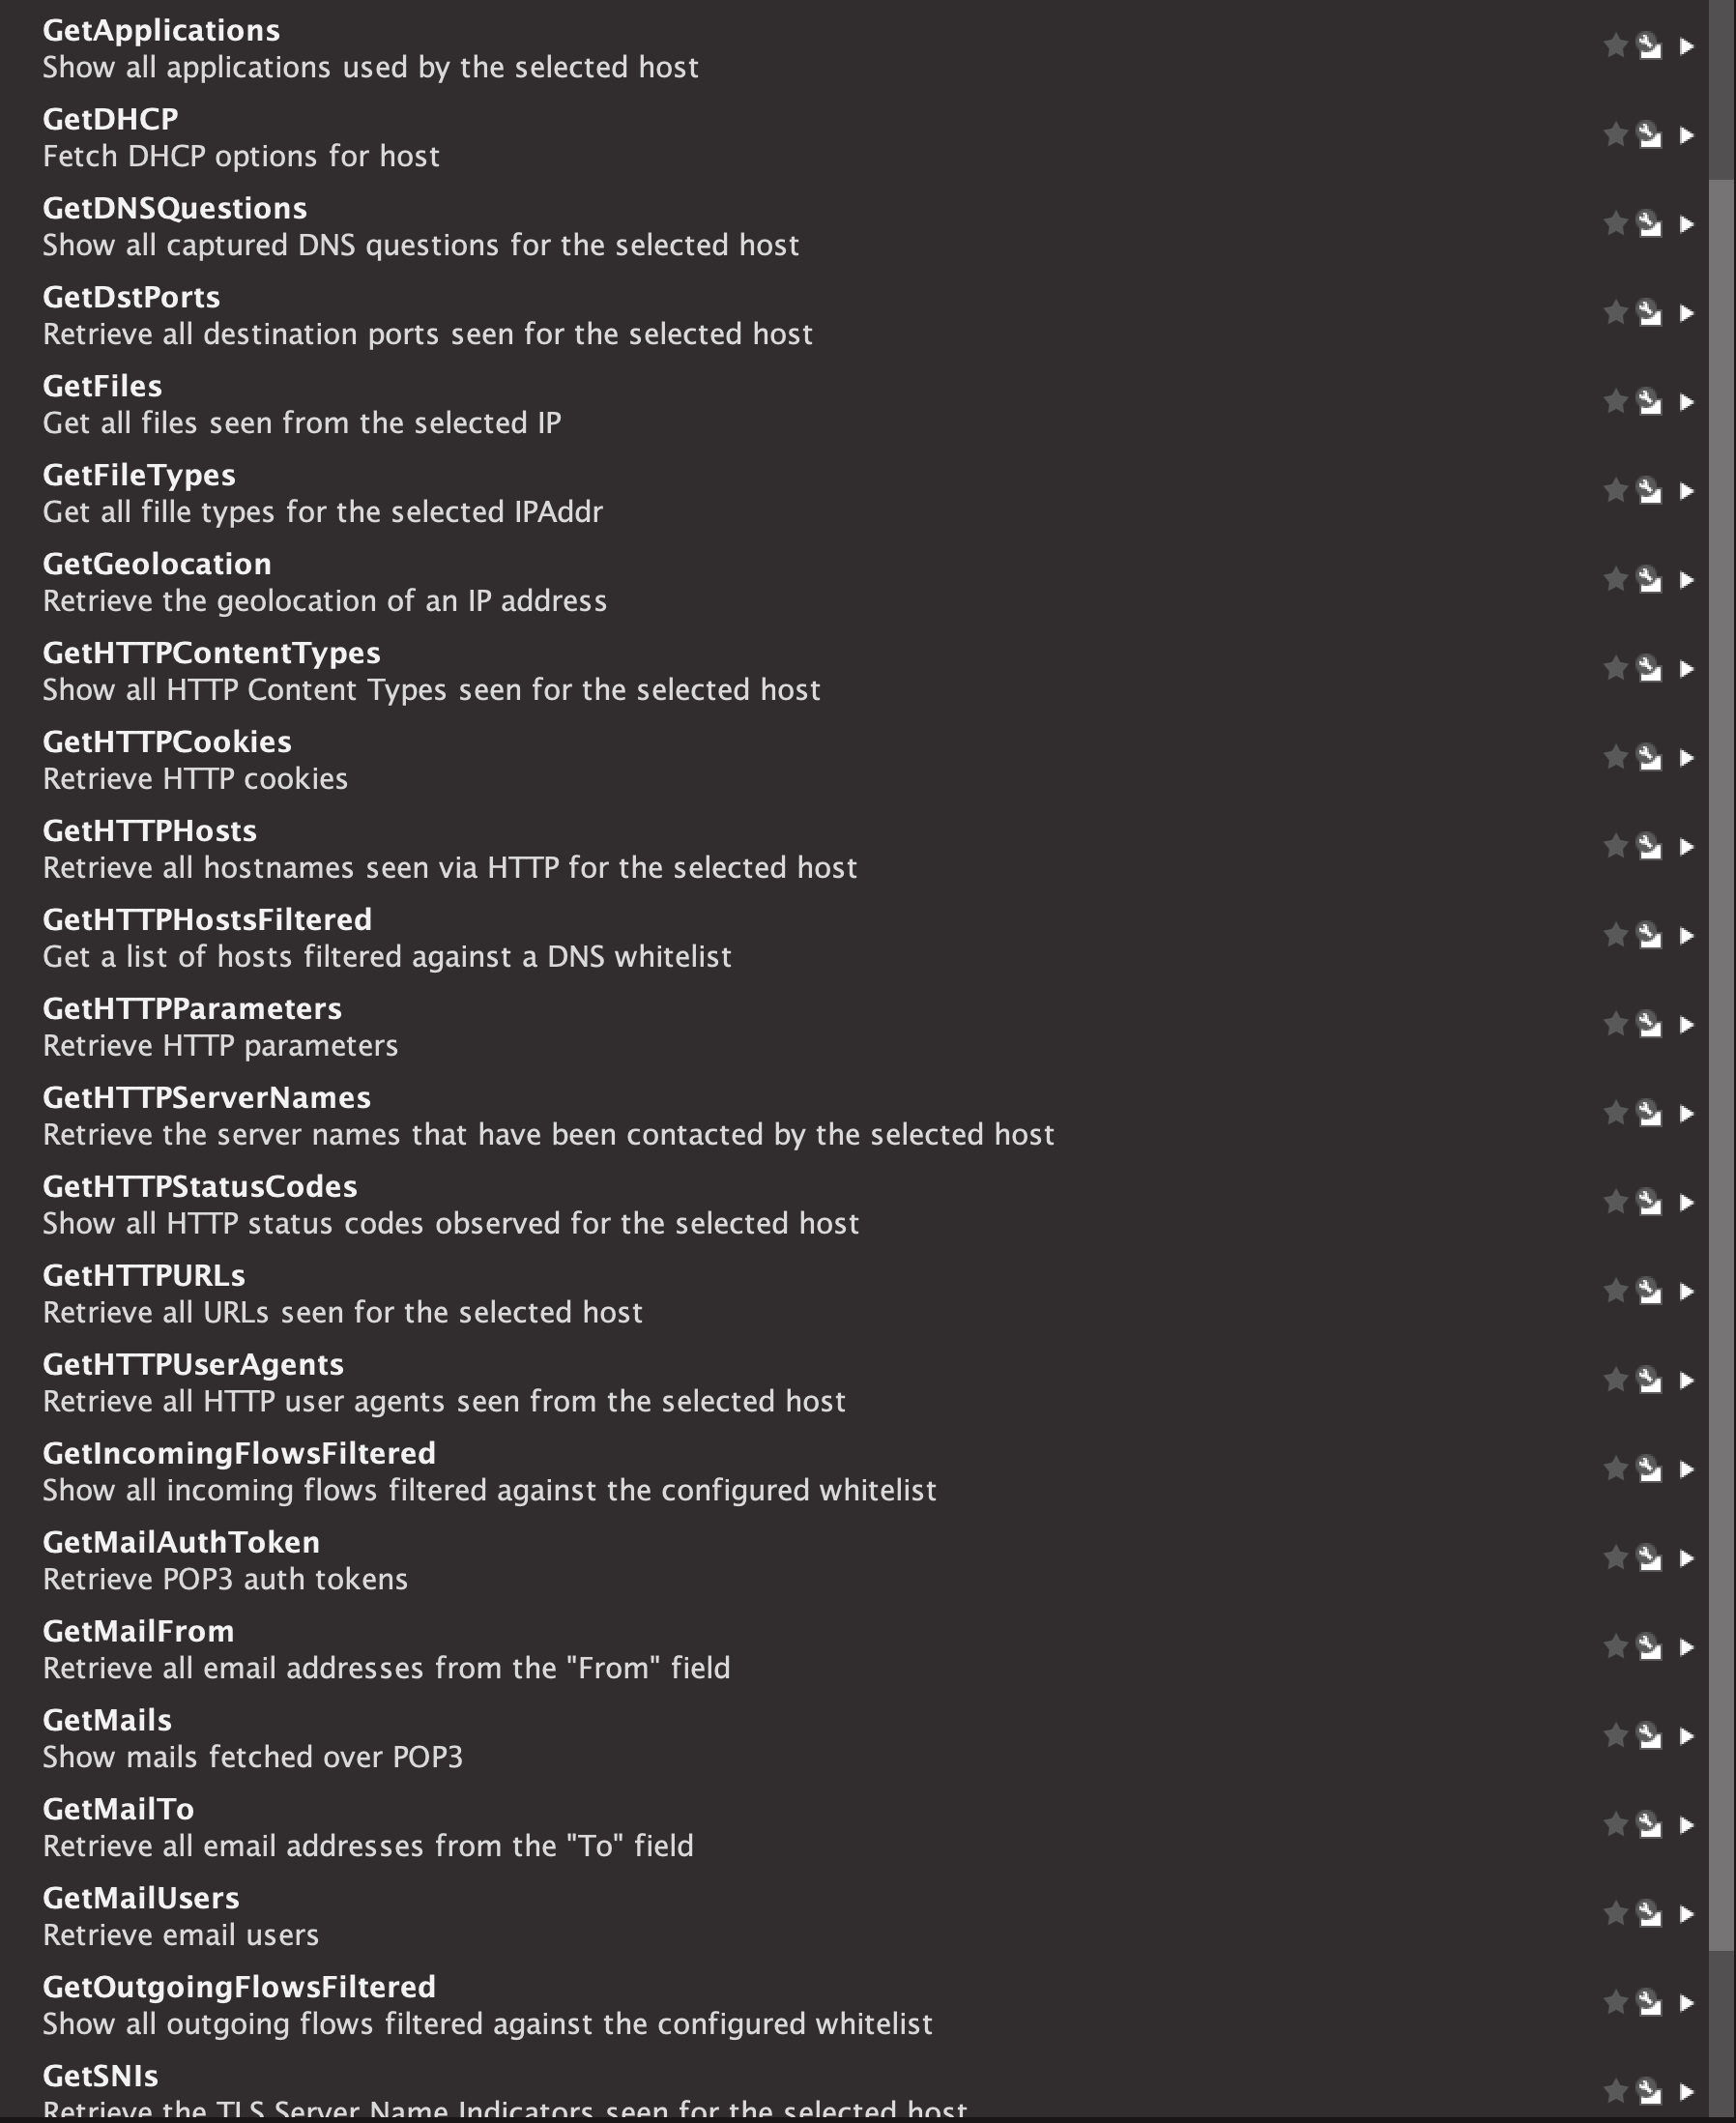 GetApplications
Show all applications used by the selected host
GetDHCP
Fetch DHCP options for host
GetDNSQuestions
Show all captured DNS questions for the selected host
GetDstPorts
Retrieve all destination ports seen for the selected host
GetFiles
Get all files seen from the selected IP
GetFileTypes
Get all fille types for the selected IPAddr
GetGeolocation
Retrieve the geolocation of an IP address
GetHTTPContentTypes
Show all HTTP Content Types seen for the selected host
GetHTTPCookies
Retrieve HTTP cookies
GetHTTPHosts
Retrieve all hostnames seen via HTTP for the selected host
GetHTTPHostsFiltered
Get a list of hosts filtered against a DNS whitelist
GetHTTPParameters
Retrieve HTTP parameters
GetHTTPServerNames
Retrieve the server names that have been contacted by the selected host
GetHTTPStatusCodes
Show all HTTP status codes observed for the selected host
GetHTTPURLs
Retrieve all URLs seen for the selected host
GetHTTPUserAgents
Retrieve all HTTP user agents seen from the selected host
GetIncomingFlowsFiltered
Show all incoming flows filtered against the configured whitelist
GetMailAuthToken
Retrieve POP3 auth tokens
GetMailFrom
Retrieve all email addresses from the "From" field
GetMails
Show mails fetched over POP3
GetMailTo
Retrieve all email addresses from the "To" field
GetMailUsers
Retrieve email users
GetOutgoingFlowsFiltered
Show all outgoing flows filtered against the configured whitelist
GetSNIs
Retrieve the TLS Server Name Indicators seen for the selected host